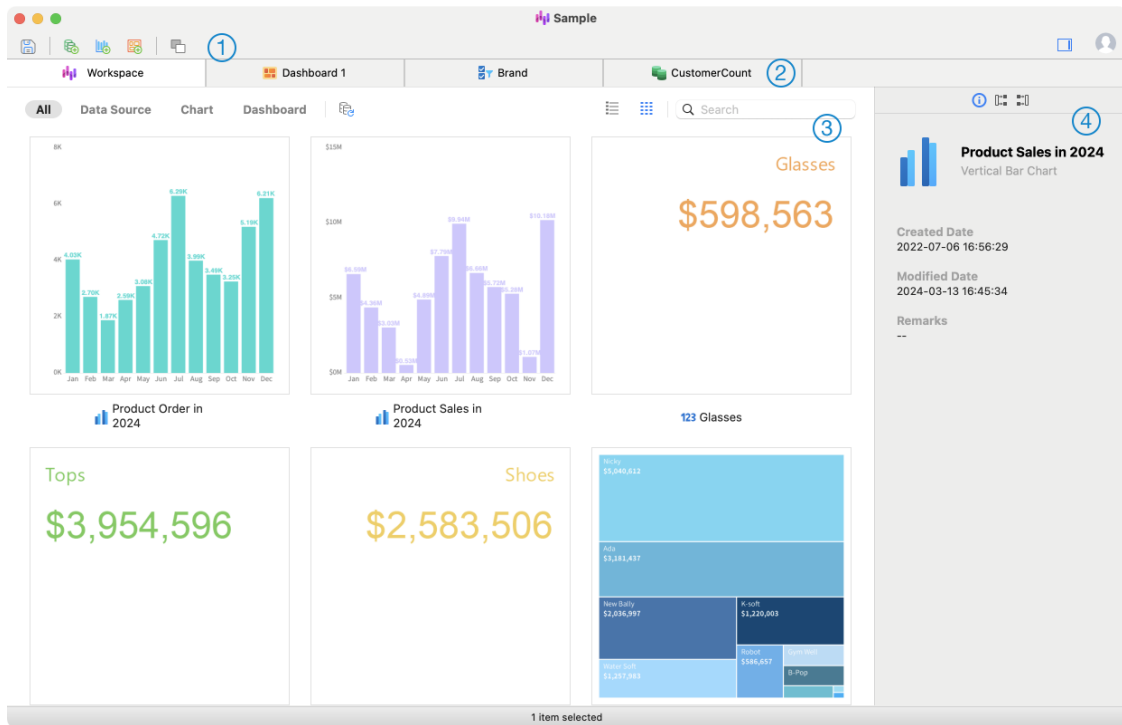 Sample
1
Workspace
Dashboard 1
Brand
CustomerCount
2
All
Data Source
Chart
Dashboard
Search
3
4
8K
6K
4K
2K
0K
4.03K
2.70K
1.87K
2.59K
3.08K
4.72K
6.29K
3.99K
3.49K
3.25K
5.19K
6.21K
Jan Feb Mar Apr May Jun Jul Aug Sep Oct Nov Dec
Product Order in
2024
$15M
$10M
$5M
$0M
$4.36M
$3.03M
$0.53M
$4.89M
$7.79M
$9.94M
$6.66M
$5.72M
$5.28M
$1.07M
$10.18M
Jan Feb Mar Apr May Jun Jul Aug Sep Oct Nov Dec
Product Sales in
2024
Glasses
$598,563
123 Glasses
Tops
$3,954,596
Shoes
$2,583,506
Nicky
$5,040,612
Ada
$3,181,437
New Bally
$2,036,997
K-soft
$1,220,003
Water Soft
$1,257,983
Robot
$586,657
Gym Well
B-Pop
Product Sales in 2024
Vertical Bar Chart
Created Date
2022-07-06 16:56:29
Modified Date
2024-03-13 16:45:34
Remarks
--
1 item selected